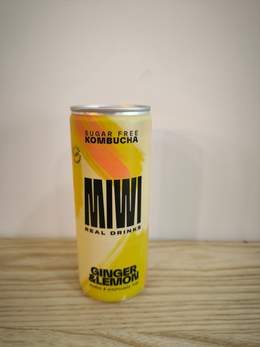 SUGAR FREE
KOMBUCHA
MIWI
REAL DRINKS
GINGER
&LEMON